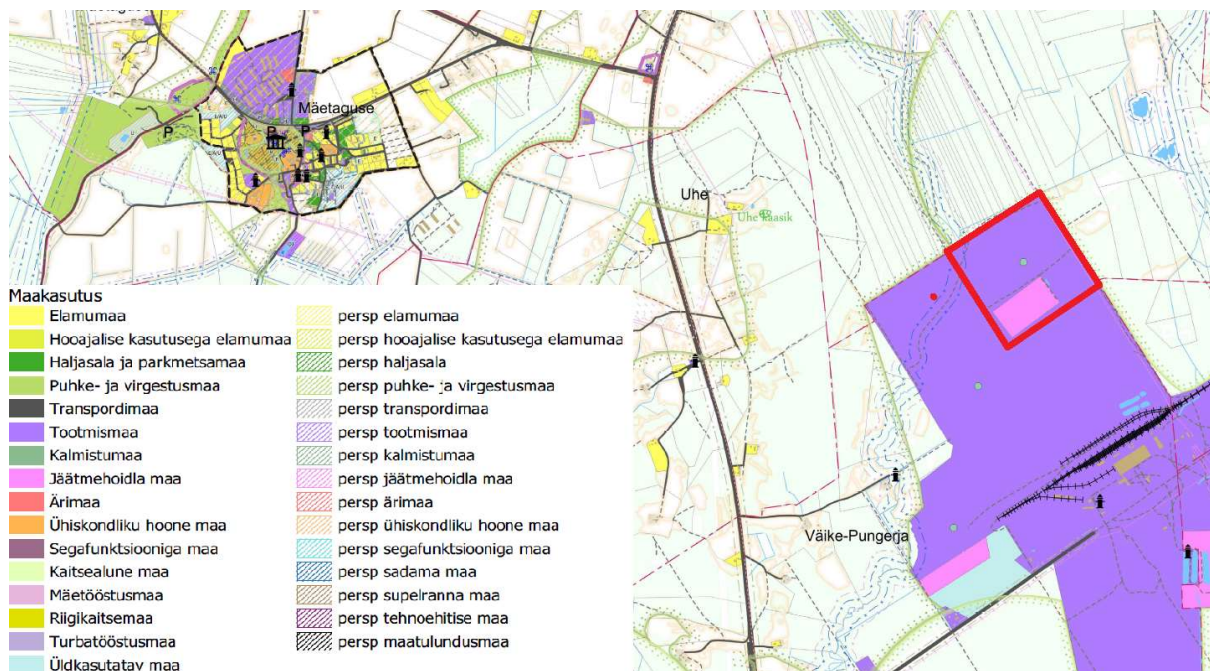 Mäetaguse
P
P
P
Uhe
Uhe kaasik
Väike-Pungerja
Maakasutus
Elamumaa
Hooajalise kasutusega elamumaa
Haljasala ja parkmetsamaa
Puhke- ja virgestusmaa
Transpordimaa
Tootmismaa
Kalmistumaa
Jäätmehoidla maa
Ärimaa
Ühiskondliku hoone maa
Segafunktsiooniga maa
Kaitsealune maa
Mäetööstusmaa
Riigikaitsemaa
Turbatööstusmaa
Üldkasutatav maa
persp elamumaa
persp hooajalise kasutusega elamumaa
persp haljasala
persp puhke- ja virgestusmaa
persp transpordimaa
persp tootmismaa
persp kalmistumaa
persp jäätmehoidla maa
persp ärimaa
persp ühiskondliku hoone maa
persp segafunktsiooniga maa
persp sadama maa
persp supelranna maa
persp tehnoehitise maa
persp maatulundusmaa